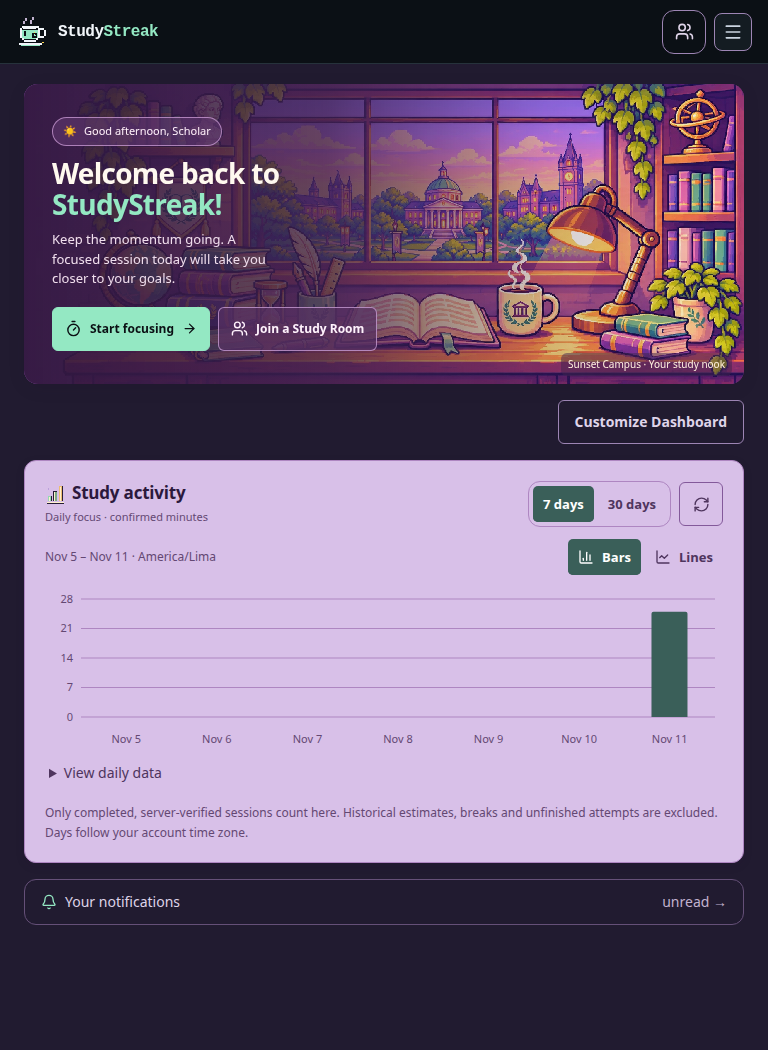 StudyStreak
☀️ Good afternoon, Scholar
Welcome back to
StudyStreak!
Keep the momentum going. A
focused session today will take you
closer to your goals.
Start focusing →
Join a Study Room
Sunset Campus · Your study nook
Customize Dashboard
Study activity
Daily focus · confirmed minutes
7 days
30 days
Nov 5 – Nov 11 · America/Lima
Bars
Lines
28
21
14
7
0
Nov 5
Nov 6
Nov 7
Nov 8
Nov 9
Nov 10
Nov 11
▶ View daily data
Only completed, server-verified sessions count here. Historical estimates, breaks and unfinished attempts are excluded.
Days follow your account time zone.
Your notifications
unread →